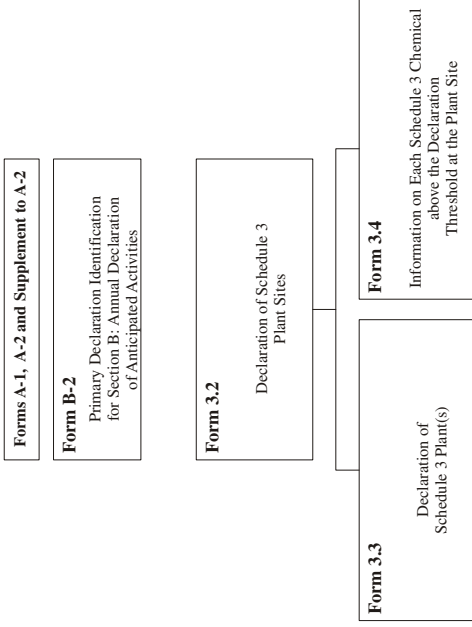 Forms A-1, A-2 and Supplement to A-2
Form B-2
Primary Declaration Identification
for Section B: Annual Declaration
of Anticipated Activities
Form 3.2
Declaration of Schedule 3
Plant Sites
Form 3.3
Declaration of
Schedule 3 Plant(s)
Form 3.4
Information on Each Schedule 3 Chemical
above the Declaration
Threshold at the Plant Site